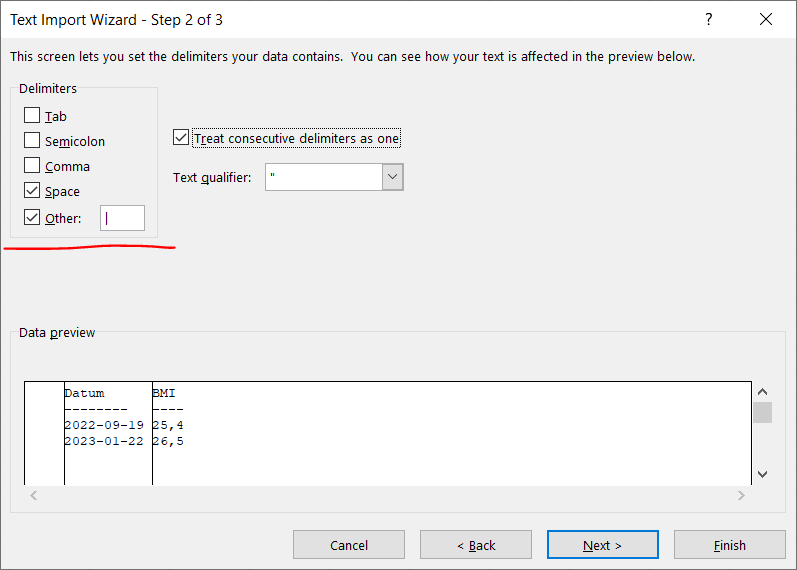 Text Import Wizard - Step 2 of 3 ?
This screen lets you set the delimiters your data contains. You can see how your text is affected in the preview below.
Delimiters
Tab
Semicolon
Comma
Space
Other: |
Treat consecutive delimiters as one
Text qualifier: "
Data preview
Datum BMI
-------- ----
2022-09-19 25,4
2023-01-22 26,5
Cancel < Back Next > Finish